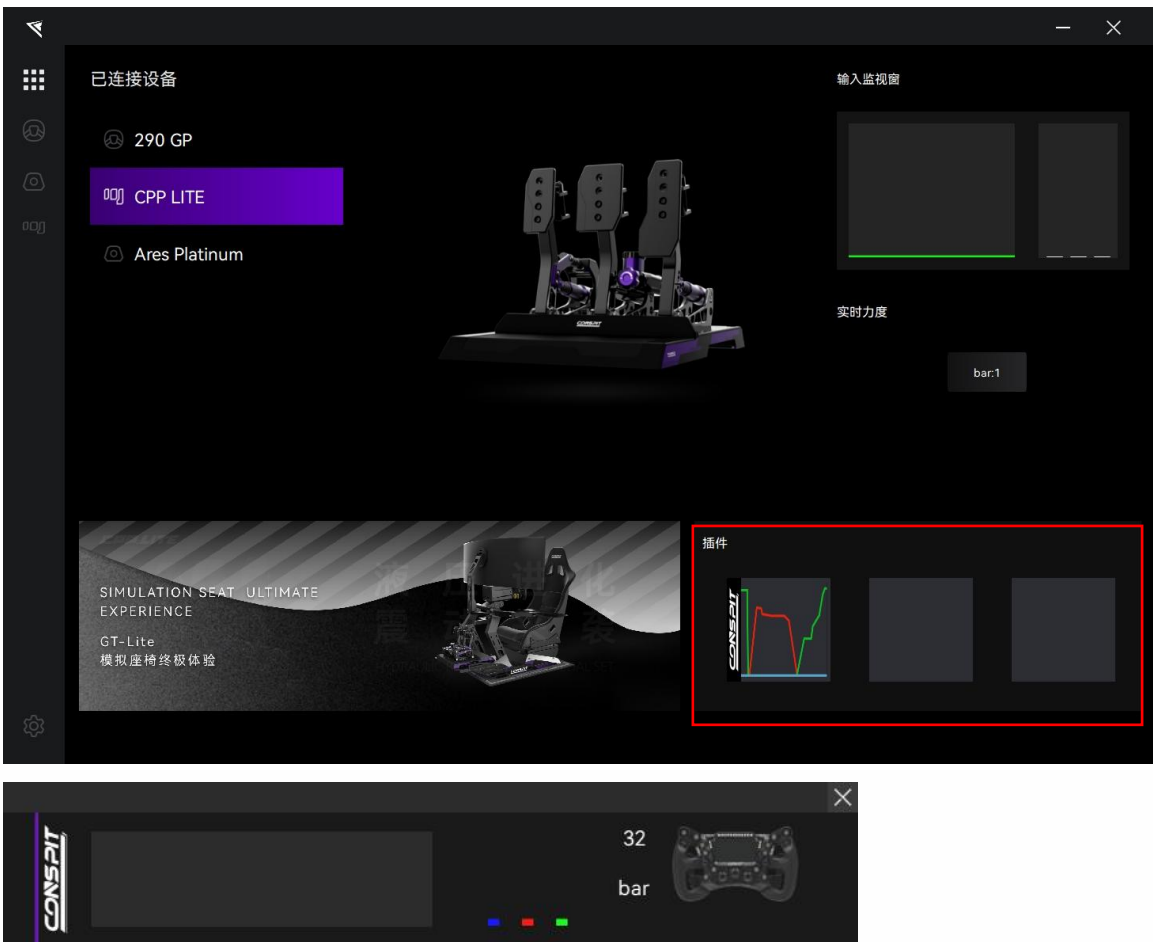 已连接设备
输入监视窗
290 GP
CPP LITE
Ares Platinum
实时力度
bar:1
CONSPIT
SIMULATION SEAT ULTIMATE
EXPERIENCE
GT-Lite
模拟座椅终极体验
插件
CONSPIT
32
bar
CONSPIT